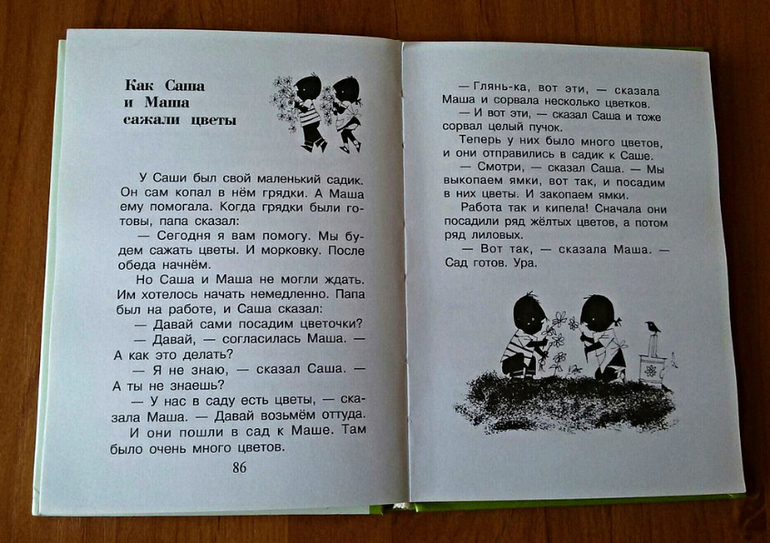 Как Саша
и Маша
сажали цветы
У Саши был свой маленький садик.
Он сам копал в нём грядки. А Маша
ему помогала. Когда грядки были го-
товы, папа сказал:
— Сегодня я вам помогу. Мы бу-
дем сажать цветы. И морковку. После
обеда начнём.
Но Саша и Маша не могли ждать.
Им хотелось начать немедленно. Папа
был на работе, и Саша сказал:
— Давай сами посадим цветочки?
— Давай, — согласилась Маша. —
А как это делать?
— Я не знаю, — сказал Саша. —
А ты не знаешь?
— У нас в саду есть цветы, — ска-
зала Маша. — Давай возьмём оттуда.
И они пошли в сад к Маше. Там
было очень много цветов.
86
— Глянь-ка, вот эти, — сказала
Маша и сорвала несколько цветков.
— И вот эти, — сказал Саша и тоже
сорвал целый пучок.
Теперь у них было много цветов,
и они отправились в садик к Саше.
— Смотри, — сказал Саша. — Мы
выкопаем ямки, вот так, и посадим
в них цветы. И закопаем ямки.
Работа так и кипела! Сначала они
посадили ряд жёлтых цветов, а потом
ряд лиловых.
— Вот так, — сказала Маша. —
Сад готов. Ура.